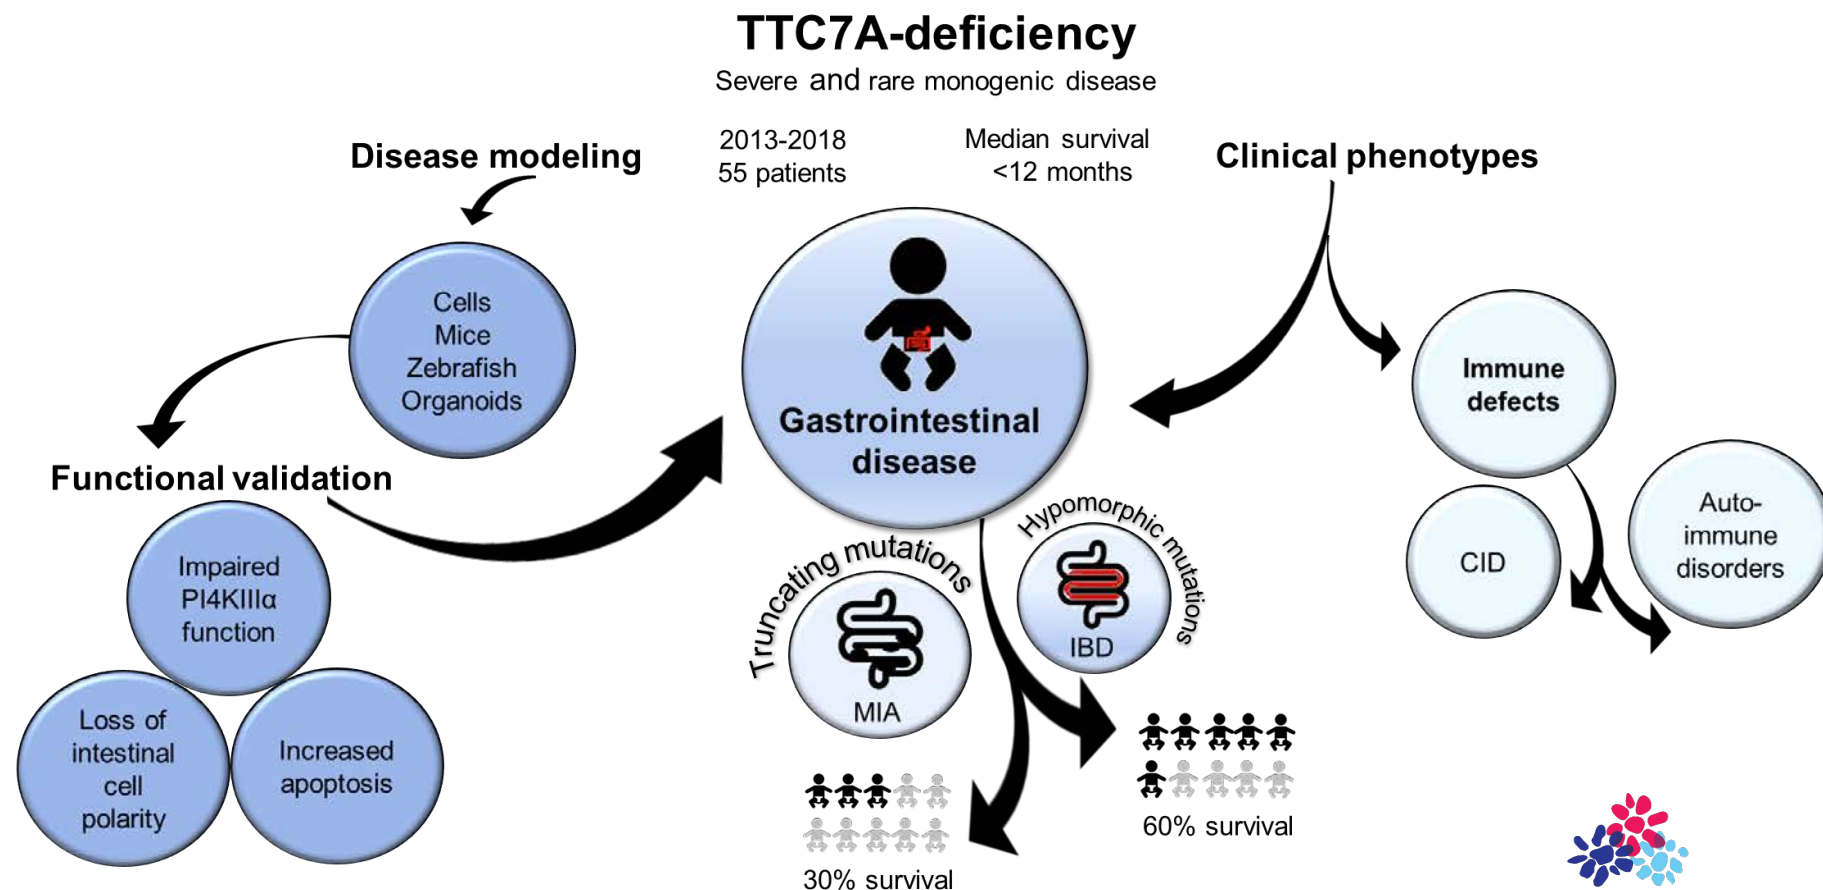 TTC7A-deficiency
Severe and rare monogenic disease
2013-2018
55 patients
Median survival
<12 months
Disease modeling
Cells
Mice
Zebrafish
Organoids
Functional validation
Impaired
PI4KIIIα
function
Loss of
intestinal
cell
polarity
Increased
apoptosis
Gastrointestinal
disease
Truncating mutations
MIA
30% survival
Hypomorphic mutations
IBD
60% survival
Clinical phenotypes
Immune
defects
CID
Auto-
immune
disorders